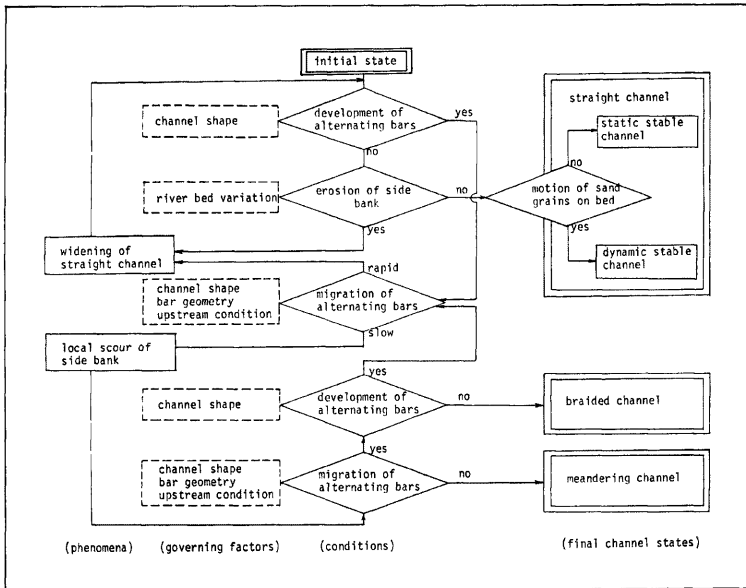 initial state
channel shape
development of
alternating bars
yes
no
straight channel
static stable
channel
no
river bed variation
erosion of side
bank
no
motion of sand
grains on bed
yes
yes
dynamic stable
channel
widening of
straight channel
rapid
channel shape
bar geometry
upstream condition
migration of
alternating bars
slow
local scour of
side bank
yes
channel shape
development of
alternating bars
no
braided channel
yes
channel shape
bar geometry
upstream condition
migration of
alternating bars
no
meandering channel
(phenomena)
(governing factors)
(conditions)
(final channel states)